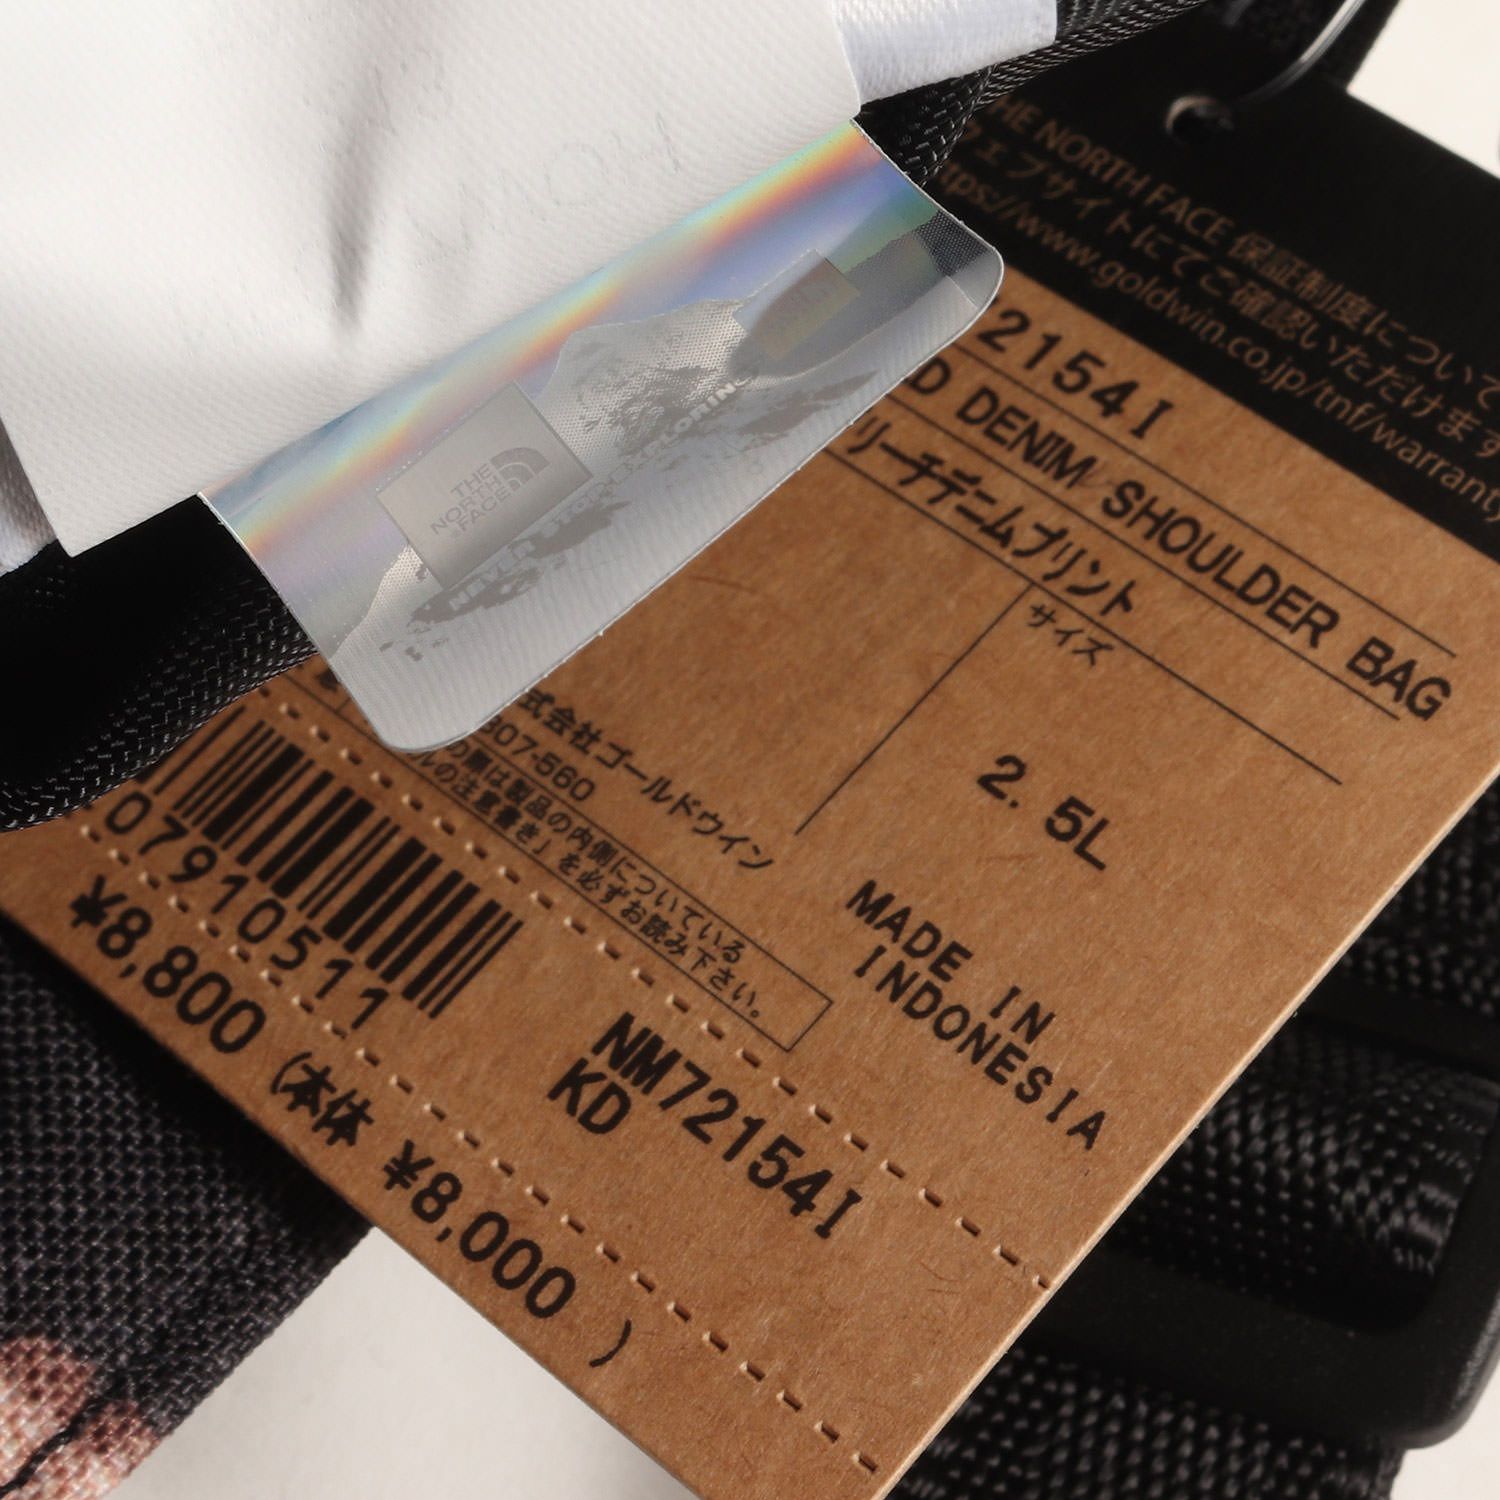 THE NORTH FACE 保証制度について
ウェブサイトにてご確認いただけます
ttps://www.goldwin.co.jp/tnf/warranty
72154I
D DENIM SHOULDER BAG
リーチデニムプリント
サイズ
2.5L
THE
NORTH
FACE
NEVER STOP EXPLORING
式会社ゴールドウイン
307-560
の際は製品の内側についている
ルの注意書き」を必ずお読み下さい。
MADE IN
INDONESIA
07910511
NM72154I
KD
¥8,800 (本体 ¥8,000 )